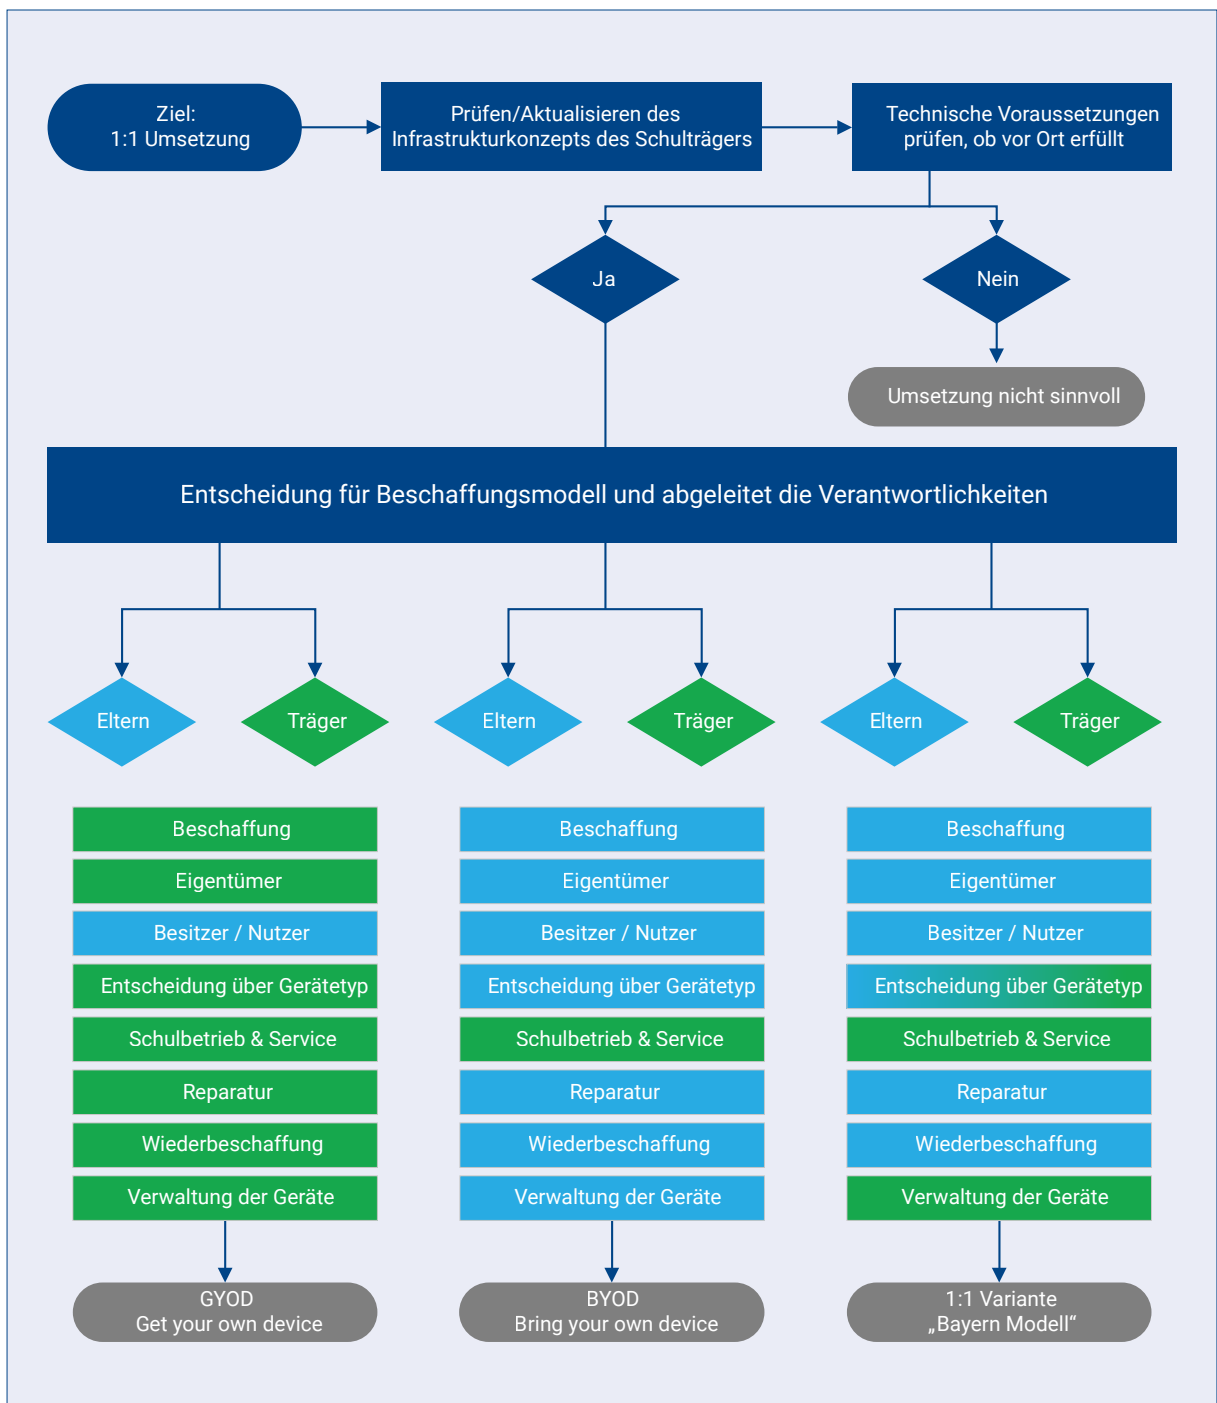 Ziel:
1:1 Umsetzung
Prüfen/Aktualisieren des
Infrastrukturkonzepts des Schulträgers
Technische Voraussetzungen
prüfen, ob vor Ort erfüllt
Ja
Nein
Umsetzung nicht sinnvoll
Entscheidung für Beschaffungsmodell und abgeleitet die Verantwortlichkeiten
Eltern
Träger
Eltern
Träger
Eltern
Träger
Beschaffung
Eigentümer
Besitzer / Nutzer
Entscheidung über Gerätetyp
Schulbetrieb & Service
Reparatur
Wiederbeschaffung
Verwaltung der Geräte
GYOD
Get your own device
Beschaffung
Eigentümer
Besitzer / Nutzer
Entscheidung über Gerätetyp
Schulbetrieb & Service
Reparatur
Wiederbeschaffung
Verwaltung der Geräte
BYOD
Bring your own device
Beschaffung
Eigentümer
Besitzer / Nutzer
Entscheidung über Gerätetyp
Schulbetrieb & Service
Reparatur
Wiederbeschaffung
Verwaltung der Geräte
1:1 Variante
„Bayern Modell“